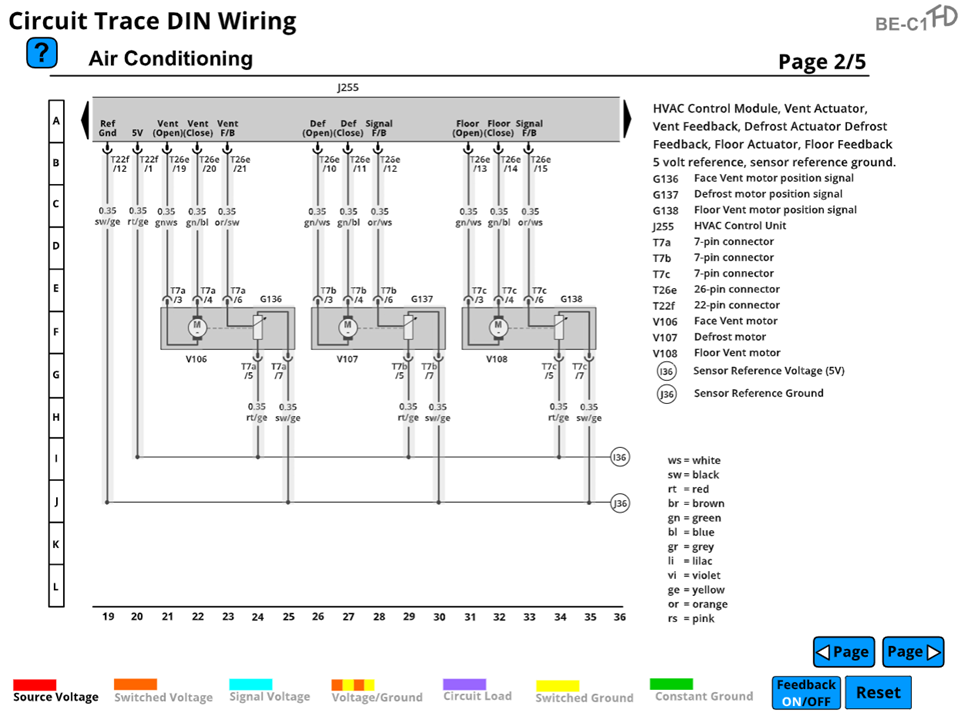 Circuit Trace DIN Wiring
BE-C1THD
?
Air Conditioning
Page 2/5
J255
A
Ref Gnd
5V
Vent (Open)
Vent (Close)
Vent F/B
Def (Open)
Def (Close)
Signal F/B
Floor (Open)
Floor (Close)
Signal F/B
B
T22f /12
T22f /1
T26e /19
T26e /20
T26e /21
T26e /10
T26e /11
T26e /12
T26e /13
T26e /14
T26e /15
C
0.35 sw/ge
0.35 rt/ge
0.35 gnws
0.35 gn/bl
0.35 or/sw
0.35 gn/ws
0.35 gn/bl
0.35 or/ws
0.35 gn/ws
0.35 gn/bl
0.35 or/ws
D
E
T7a /3
T7a /4
T7a /6
G136
T7b /3
T7b /4
T7b /6
G137
T7c /3
T7c /4
T7c /6
G138
F
M
M
M
V106
V107
V108
G
T7a /5
T7a /7
T7b /5
T7b /7
T7c /5
T7c /7
H
0.35 rt/ge
0.35 sw/ge
0.35 rt/ge
0.35 sw/ge
0.35 rt/ge
0.35 sw/ge
I
I36
J
J36
K
L
19 20 21 22 23 24 25 26 27 28 29 30 31 32 33 34 35 36
HVAC Control Module, Vent Actuator,
Vent Feedback, Defrost Actuator Defrost
Feedback, Floor Actuator, Floor Feedback
5 volt reference, sensor reference ground.
G136 Face Vent motor position signal
G137 Defrost motor position signal
G138 Floor Vent motor position signal
J255 HVAC Control Unit
T7a 7-pin connector
T7b 7-pin connector
T7c 7-pin connector
T26e 26-pin connector
T22f 22-pin connector
V106 Face Vent motor
V107 Defrost motor
V108 Floor Vent motor
I36 Sensor Reference Voltage (5V)
J36 Sensor Reference Ground
ws = white
sw = black
rt = red
br = brown
gn = green
bl = blue
gr = grey
li = lilac
vi = violet
ge = yellow
or = orange
rs = pink
Page
Page
Source Voltage
Switched Voltage
Signal Voltage
Voltage/Ground
Circuit Load
Switched Ground
Constant Ground
Feedback
ON/OFF
Reset